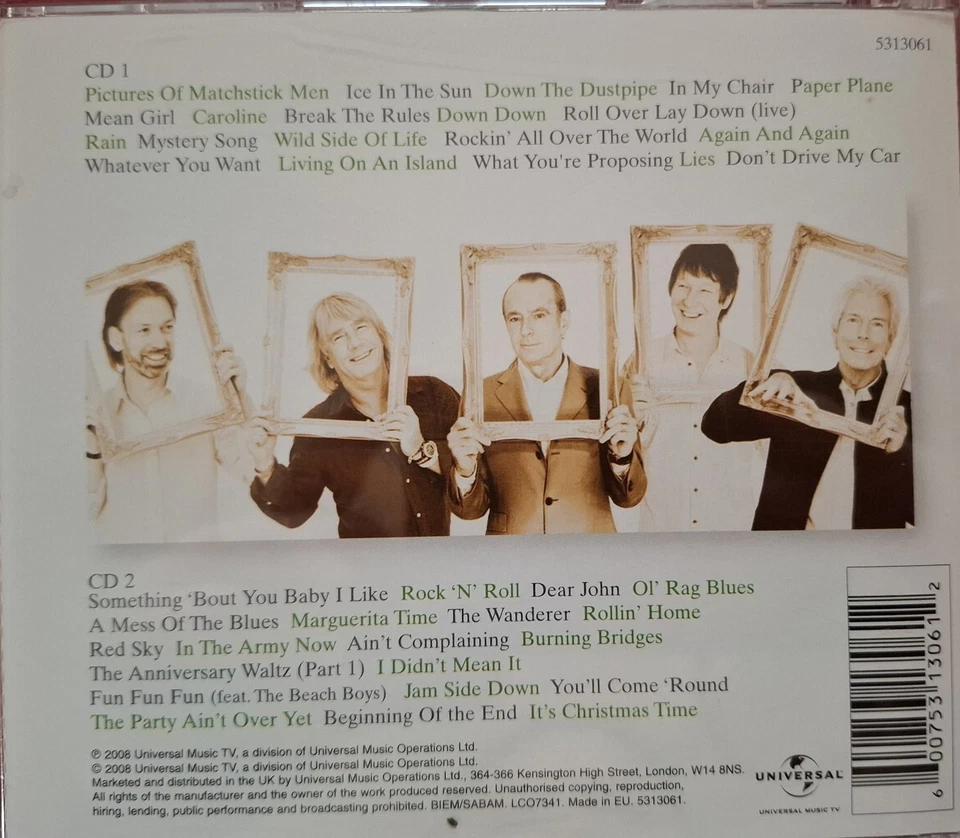 5313061
CD 1
Pictures Of Matchstick Men Ice In The Sun Down The Dustpipe In My Chair Paper Plane
Mean Girl Caroline Break The Rules Down Down Roll Over Lay Down (live)
Rain Mystery Song Wild Side Of Life Rockin' All Over The World Again And Again
Whatever You Want Living On An Island What You're Proposing Lies Don't Drive My Car
CD 2
Something 'Bout You Baby I Like Rock 'N' Roll Dear John Ol' Rag Blues
A Mess Of The Blues Marguerita Time The Wanderer Rollin' Home
Red Sky In The Army Now Ain't Complaining Burning Bridges
The Anniversary Waltz (Part 1) I Didn't Mean It
Fun Fun Fun (feat. The Beach Boys) Jam Side Down You'll Come 'Round
The Party Ain't Over Yet Beginning Of the End It's Christmas Time
℗ 2008 Universal Music TV, a division of Universal Music Operations Ltd.
© 2008 Universal Music TV, a division of Universal Music Operations Ltd.
Marketed and distributed in the UK by Universal Music Operations Ltd., 364-366 Kensington High Street, London, W14 8NS.
All rights of the manufacturer and the owner of the work produced reserved. Unauthorised copying, reproduction,
hiring, lending, public performance and broadcasting prohibited. BIEM/SABAM. LC07341. Made in EU. 5313061.
UNIVERSAL
UNIVERSAL MUSIC TV
6 00753 13061 2